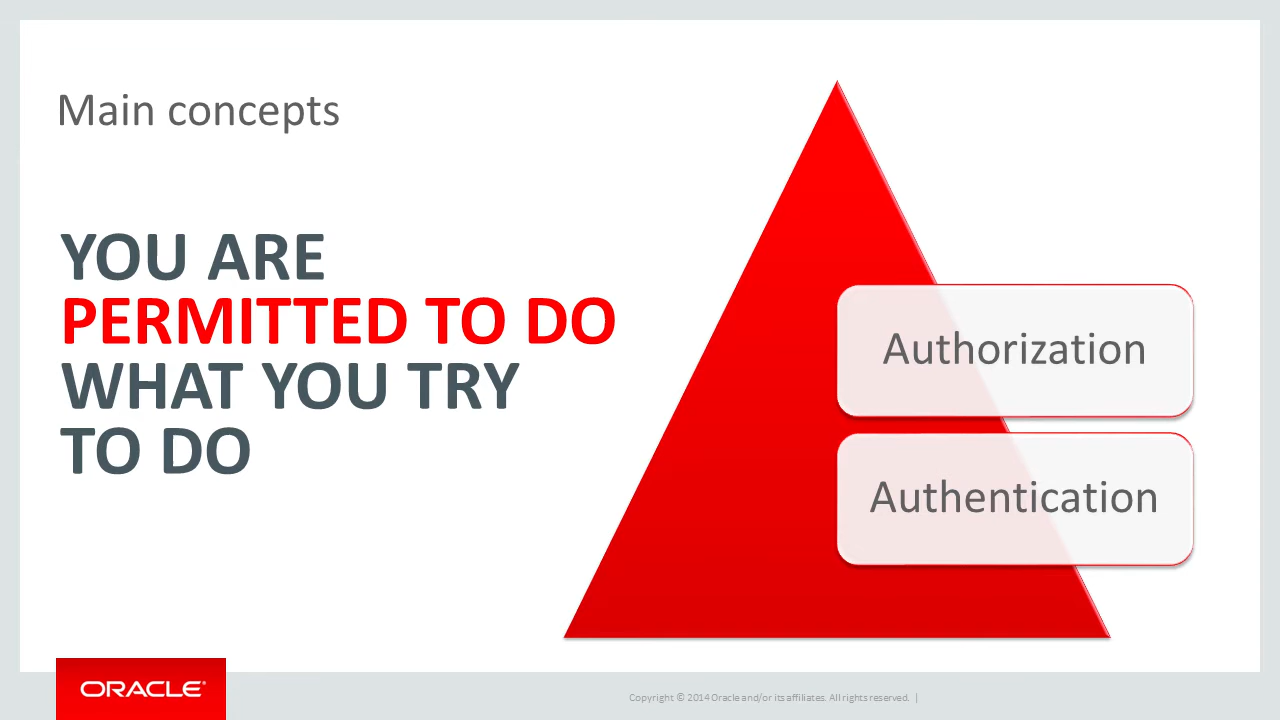 Main concepts
YOU ARE
PERMITTED TO DO
WHAT YOU TRY
TO DO
Authorization
Authentication
ORACLE®
Copyright © 2014 Oracle and/or its affiliates. All rights reserved. |